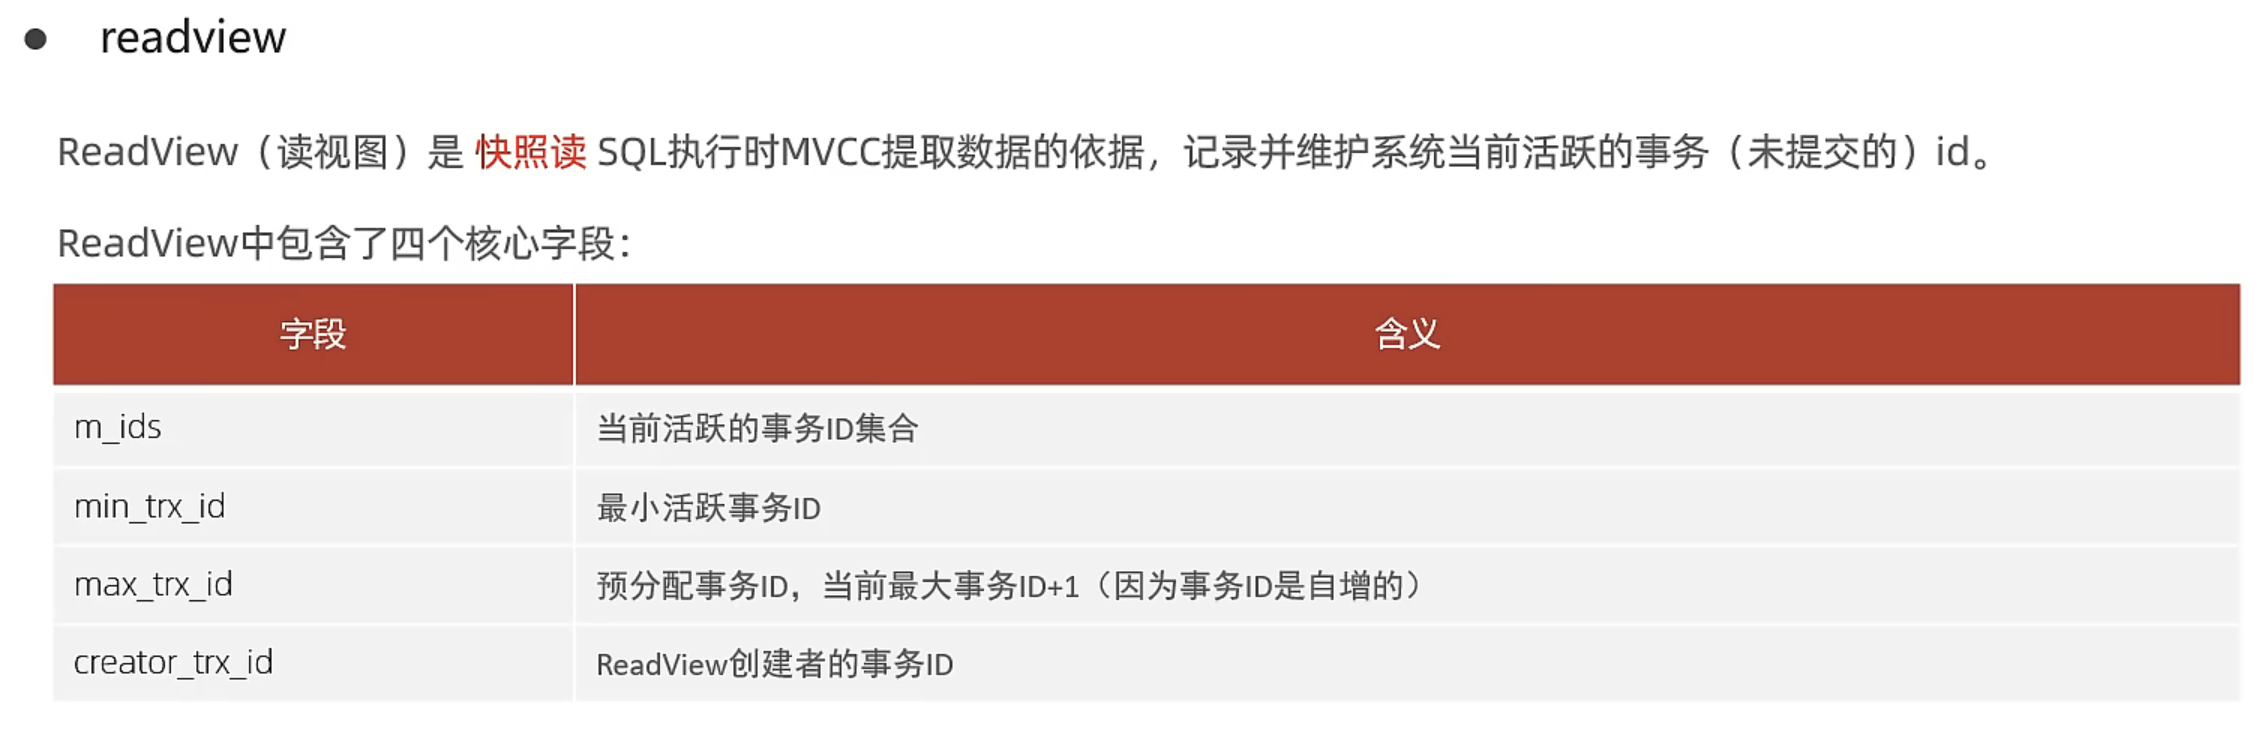 ● readview
ReadView（读视图）是 快照读 SQL执行时MVCC提取数据的依据，记录并维护系统当前活跃的事务（未提交的）id。
ReadView中包含了四个核心字段：
字段 含义
m_ids 当前活跃的事务ID集合
min_trx_id 最小活跃事务ID
max_trx_id 预分配事务ID，当前最大事务ID+1（因为事务ID是自增的）
creator_trx_id ReadView创建者的事务ID